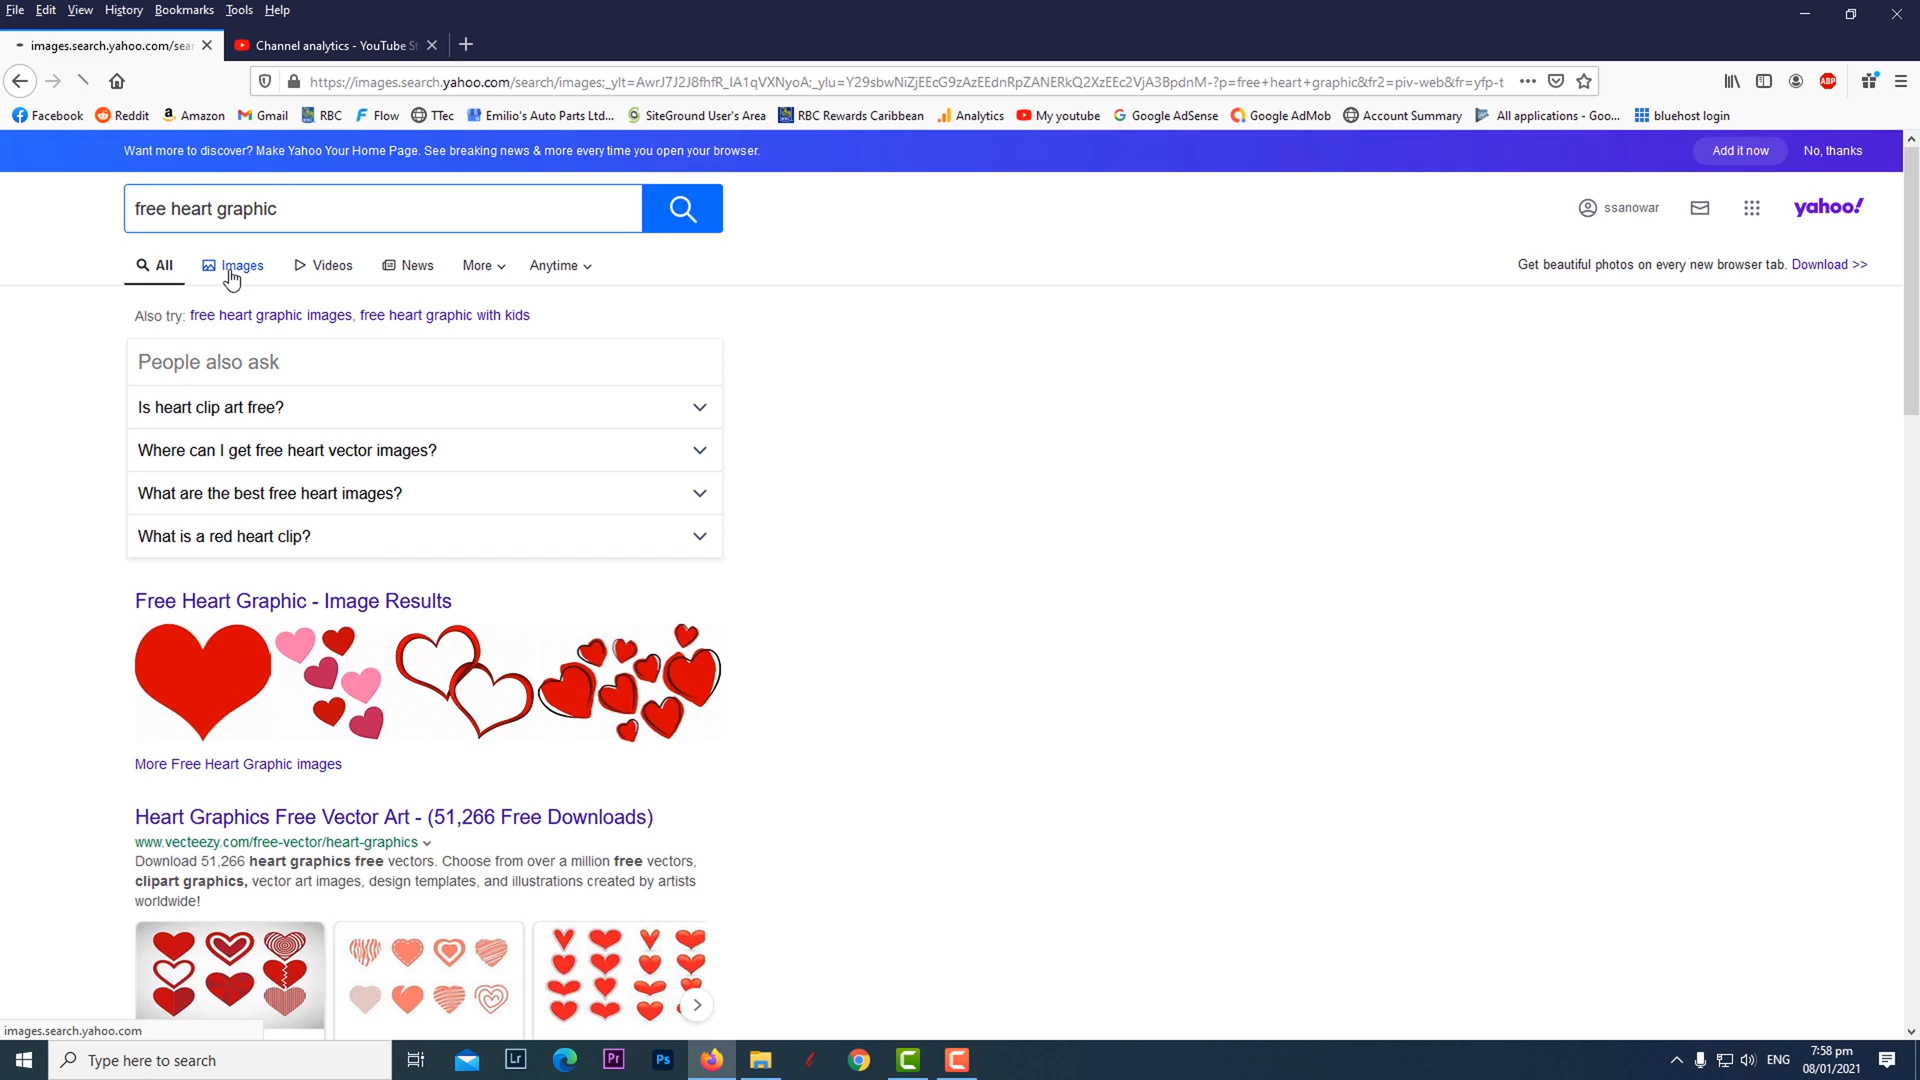 File Edit View History Bookmarks Tools Help
images.search.yahoo.com/sear
Channel analytics - YouTube St
https://images.search.yahoo.com/search/images;_ylt=AwrJ7J2J8fhfR_IA1qVXNyoA;_ylu=Y29sbwNiZjEEcG9zAzEEdnRpZANERkQ2XzEEc2VjA3BpdnM-?p=free+heart+graphic&fr2=piv-web&fr=yfp-t
ABP
Facebook Reddit Amazon Gmail RBC Flow TTec Emilio's Auto Parts Ltd... SiteGround User's Area RBC Rewards Caribbean Analytics My youtube Google AdSense Google AdMob Account Summary All applications - Goo... bluehost login
Want more to discover? Make Yahoo Your Home Page. See breaking news & more every time you open your browser.
Add it now No, thanks
free heart graphic
ssanowar
yahoo!
All Images Videos News More Anytime
Get beautiful photos on every new browser tab. Download >>
Also try: free heart graphic images, free heart graphic with kids
People also ask
Is heart clip art free?
Where can I get free heart vector images?
What are the best free heart images?
What is a red heart clip?
Free Heart Graphic - Image Results
More Free Heart Graphic images
Heart Graphics Free Vector Art - (51,266 Free Downloads)
www.vecteezy.com/free-vector/heart-graphics
Download 51,266 heart graphics free vectors. Choose from over a million free vectors,
clipart graphics, vector art images, design templates, and illustrations created by artists
worldwide!
images.search.yahoo.com
Type here to search
Lr
Pr
Ps
ENG
7:58 pm
08/01/2021